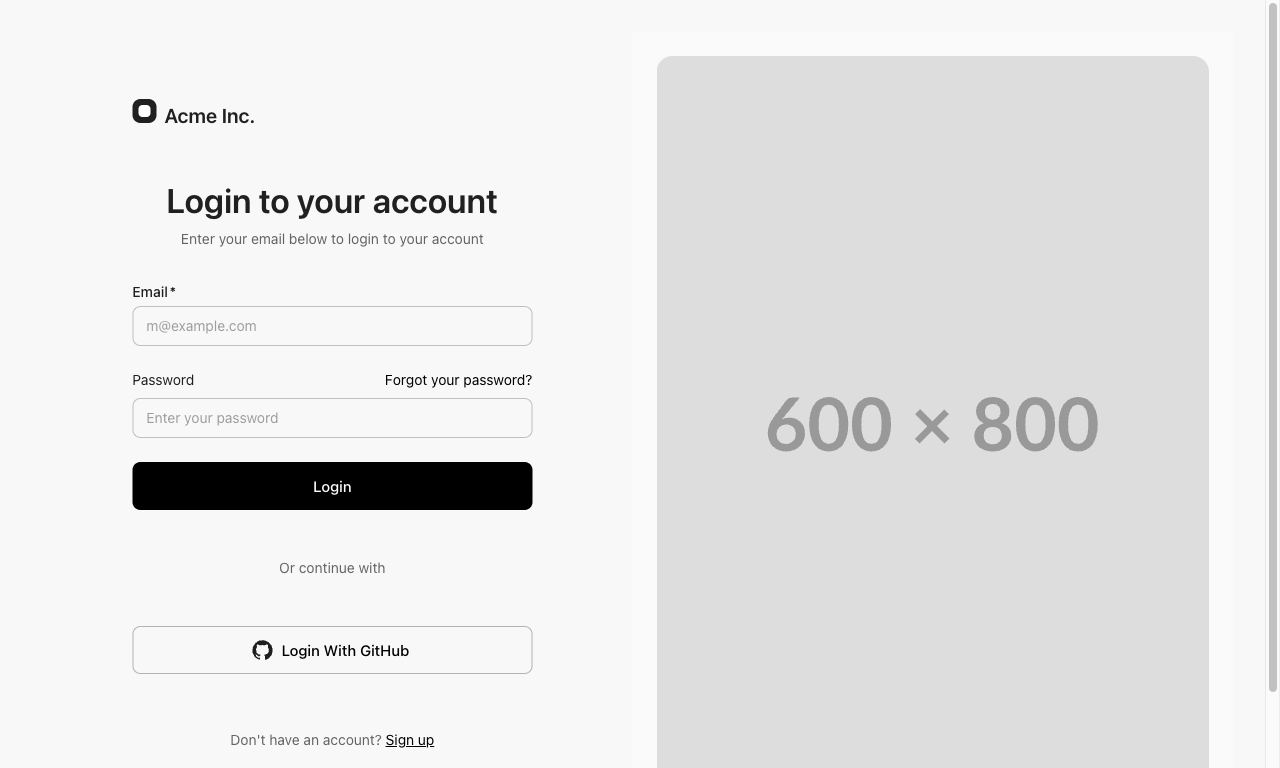 Acme Inc.
Login to your account
Enter your email below to login to your account
Email*
m@example.com
Password
Forgot your password?
Enter your password
Login
Or continue with
Login With GitHub
Don't have an account? Sign up
600 × 800